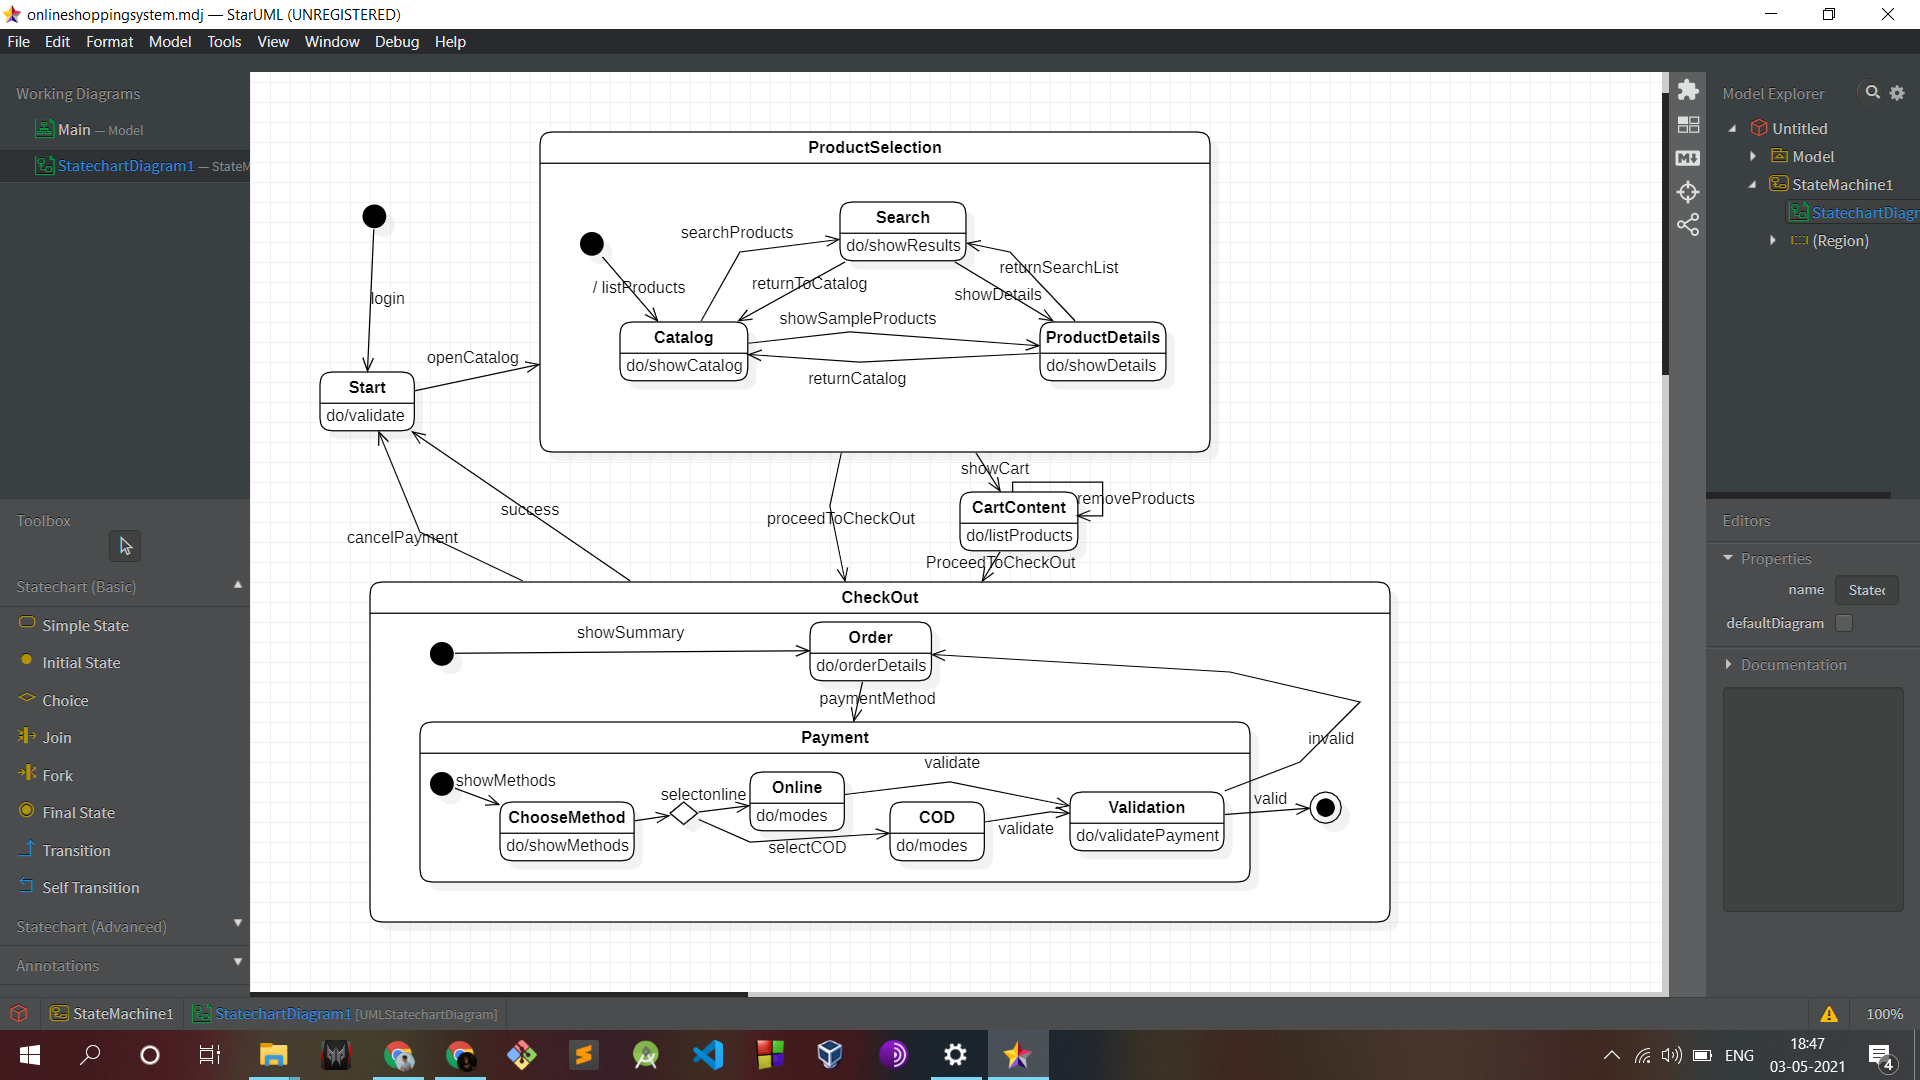 onlineshoppingsystem.mdj — StarUML (UNREGISTERED)
File Edit Format Model Tools View Window Debug Help
Working Diagrams
Main — Model
StatechartDiagram1 — StateM
Toolbox
Statechart (Basic)
Simple State
Initial State
Choice
Join
Fork
Final State
Transition
Self Transition
Statechart (Advanced)
Annotations
ProductSelection
Search
do/showResults
searchProducts
returnSearchList
/ listProducts
returnToCatalog
showDetails
login
showSampleProducts
Catalog
do/showCatalog
ProductDetails
do/showDetails
returnCatalog
openCatalog
Start
do/validate
showCart
removeProducts
CartContent
do/listProducts
success
proceedToCheckOut
cancelPayment
ProceedToCheckOut
CheckOut
showSummary
Order
do/orderDetails
paymentMethod
Payment
invalid
validate
showMethods
selectonline
Online
do/modes
ChooseMethod
do/showMethods
COD
do/modes
selectCOD
validate
Validation
do/validatePayment
valid
Model Explorer
Untitled
Model
StateMachine1
StatechartDiagr
(Region)
Editors
Properties
name Statec
defaultDiagram
Documentation
M
StateMachine1 StatechartDiagram1 [UMLStatechartDiagram] 100%
ENG
18:47
03-05-2021
4